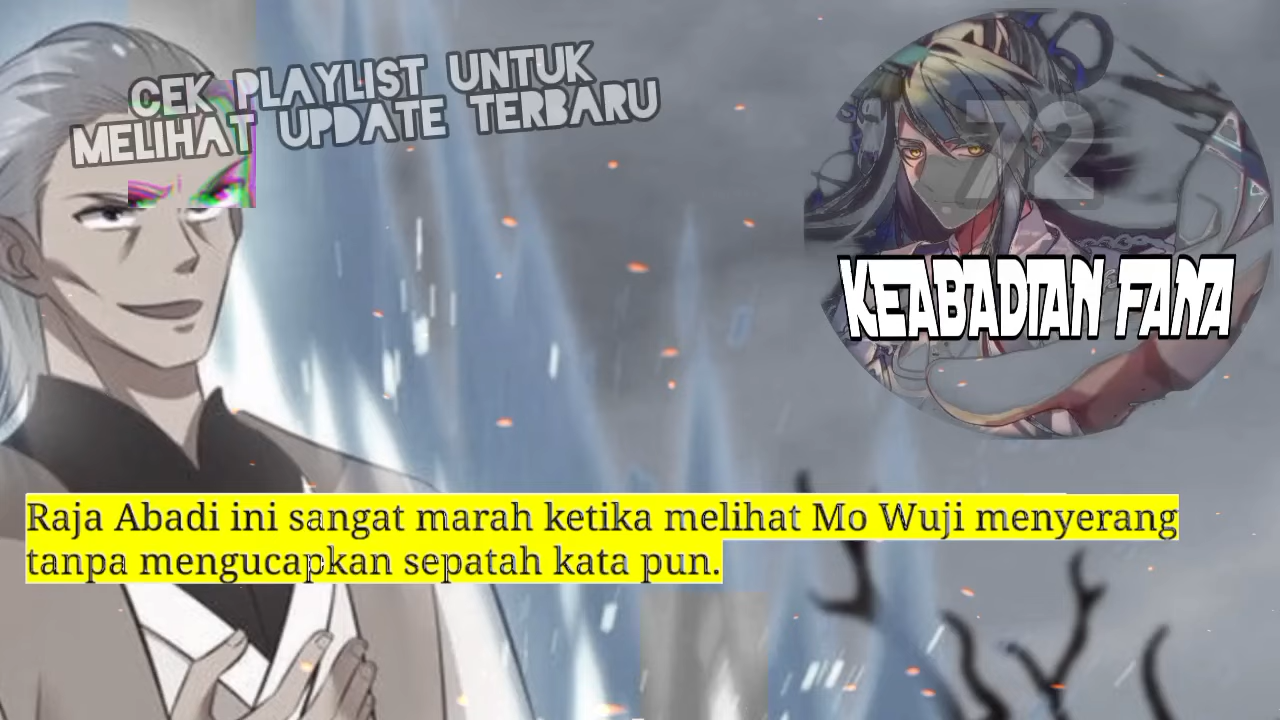 CEK PLAYLIST UNTUK
MELIHAT UPDATE TERBARU
72
KEABADIAN FANA
Raja Abadi ini sangat marah ketika melihat Mo Wuji menyerang
tanpa mengucapkan sepatah kata pun.